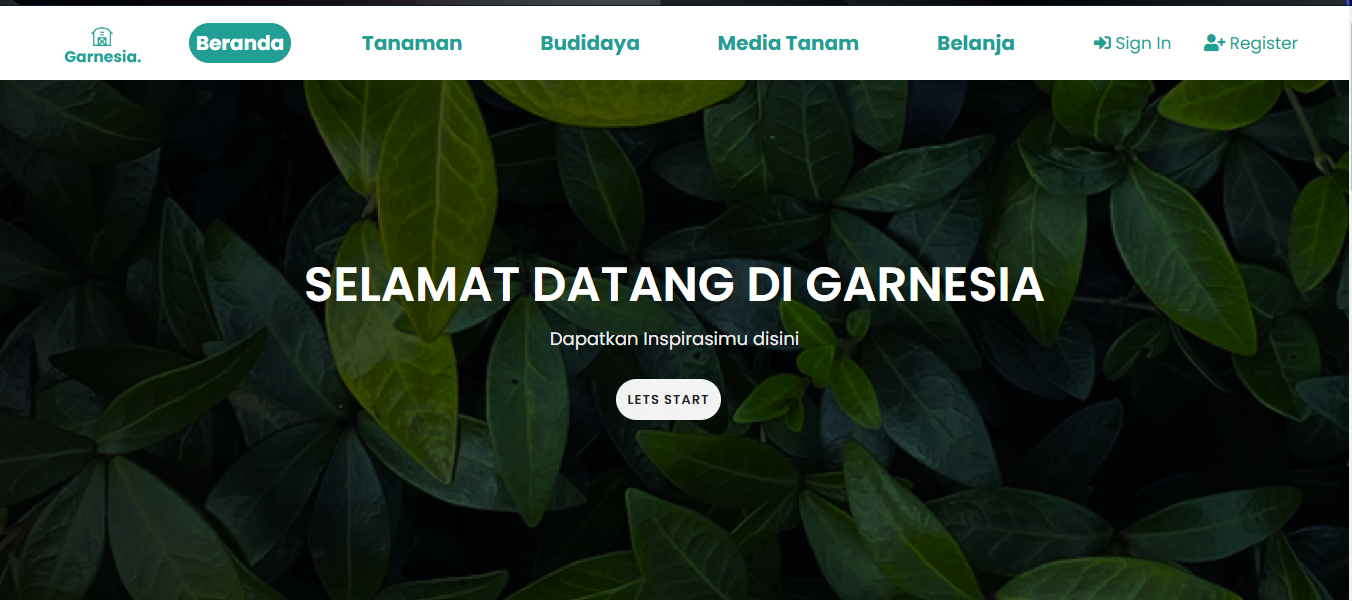 Garnesia.
Beranda Tanaman Budidaya Media Tanam Belanja Sign In Register
SELAMAT DATANG DI GARNESIA
Dapatkan Inspirasimu disini
LETS START